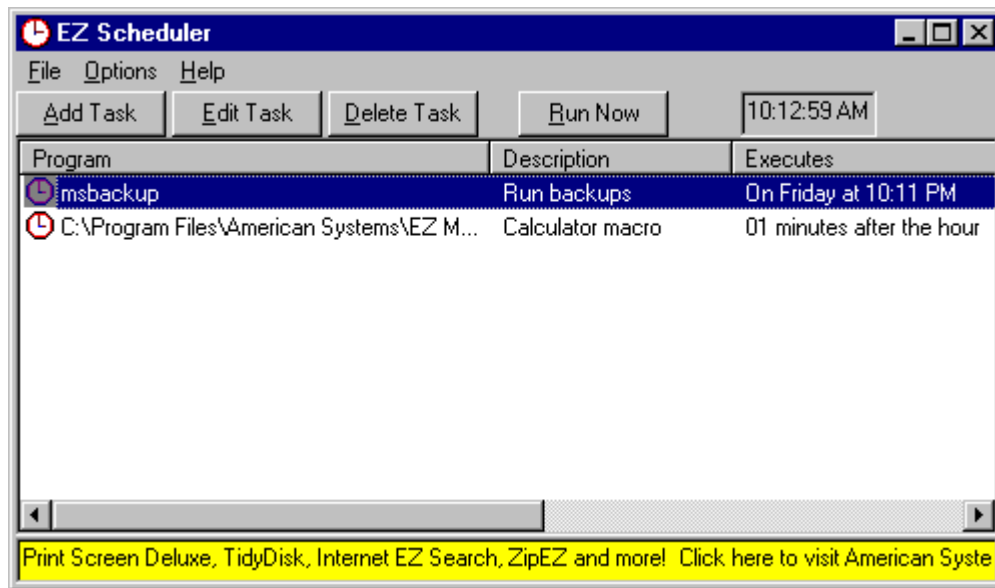 EZ Scheduler
File Options Help
Add Task Edit Task Delete Task Run Now 10:12:59 AM
Program Description Executes
msbackup Run backups On Friday at 10:11 PM
C:\Program Files\American Systems\EZ M... Calculator macro 01 minutes after the hour
Print Screen Deluxe, TidyDisk, Internet EZ Search, ZipEZ and more! Click here to visit American Syste